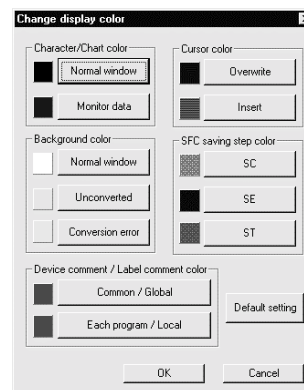 Change display color
Character/Chart color
Normal window
Monitor data
Cursor color
Overwrite
Insert
Background color
Normal window
Unconverted
Conversion error
SFC saving step color
SC
SE
ST
Device comment / Label comment color
Common / Global
Each program / Local
Default setting
OK
Cancel